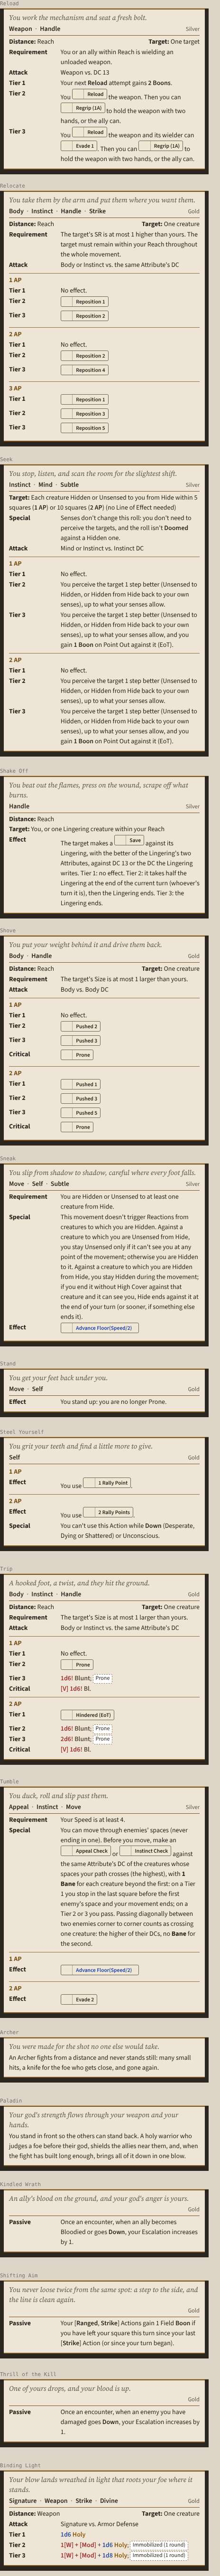 Reload
You work the mechanism and seat a fresh bolt.
Weapon · Handle Silver
Distance: Reach Target: One target
Requirement You or an ally within Reach is wielding an
unloaded weapon.
Attack Weapon vs. DC 13
Tier 1 Your next Reload attempt gains 2 Boons.
Tier 2 You Reload the weapon. Then you can
Regrip (1A) to hold the weapon with two
hands, or the ally can.
Tier 3 You Reload the weapon and its wielder can
Evade 1. Then you can Regrip (1A) to
hold the weapon with two hands, or the ally can.
Relocate
You take them by the arm and put them where you want them.
Body · Instinct · Handle · Strike Gold
Distance: Reach Target: One creature
Requirement The target's SR is at most 1 higher than yours. The
target must remain within your Reach throughout
the whole movement.
Attack Body or Instinct vs. the same Attribute's DC
1 AP
Tier 1 No effect.
Tier 2 Reposition 1
Tier 3 Reposition 2
2 AP
Tier 2 Reposition 2
Tier 3 Reposition 4
3 AP
Tier 1 Reposition 1
Tier 2 Reposition 3
Tier 3 Reposition 5
Seek
You stop, listen, and scan the room for the slightest shift.
Instinct · Mind · Subtle Silver
Target: Each creature Hidden or Unsensed to you from Hide within 5
squares (1 AP) or 10 squares (2 AP) (no Line of Effect needed)
Special Senses don't change this roll: you don't need to
perceive the targets, and the roll isn't Doomed
against a Hidden one.
Attack Mind or Instinct vs. Instinct DC
1 AP
Tier 1 No effect.
Tier 2 You perceive the target 1 step better (Unsensed to
Hidden, or Hidden from Hide back to your own
senses), up to what your senses allow.
Tier 3 You perceive the target 1 step better (Unsensed to
Hidden, or Hidden from Hide back to your own
senses), up to what your senses allow, and you
gain 1 Boon on Point Out against it (EoT).
2 AP
Tier 1 No effect.
Tier 2 You perceive the target 1 step better (Unsensed to
Hidden, or Hidden from Hide back to your own
senses), up to what your senses allow.
Tier 3 You perceive the target 1 step better (Unsensed to
Hidden, or Hidden from Hide back to your own
senses), up to what your senses allow, and you
gain 1 Boon on Point Out against it (EoT).
Shake Off
You beat out the flames, press on the wound, scrape off what
burns.
Handle Silver
Distance: Reach
Target: You, or one Lingering creature within your Reach
Effect The target makes a Save against its
Lingering, with the better of the Lingering's two
Attributes, against DC 13 or the DC the Lingering
writes. Tier 1: no effect. Tier 2: it takes half the
Lingering at the end of the current turn (whoever's
turn it is), then the Lingering ends. Tier 3: the
Lingering ends.
Shove
You put your weight behind it and drive them back.
Body · Handle Gold
Distance: Reach Target: One creature
Requirement The target's Size is at most 1 larger than yours.
Attack Body vs. Body DC
1 AP
Tier 1 No effect.
Tier 2 Pushed 2
Tier 3 Pushed 3
Critical Prone
2 AP
Tier 1 Pushed 1
Tier 2 Pushed 3
Tier 3 Pushed 5
Critical Prone
Sneak
You slip from shadow to shadow, careful where every foot falls.
Move · Self · Subtle Silver
Requirement You are Hidden or Unsensed to at least one
creature from Hide.
Special This movement doesn't trigger Reactions from
creatures to which you are Hidden. Against a
creature to which you are Unsensed from Hide,
you stay Unsensed only if it can't see you at any
point of the movement; otherwise you are Hidden
to it. Against a creature to which you are Hidden
from Hide, you stay Hidden during the movement;
if you end it without High Cover against that
creature and it can see you, Hide ends against it at
the end of your turn (or sooner, if something else
ends it).
Effect Advance Floor(Speed/2)
Stand
You get your feet back under you.
Move · Self Gold
Effect You stand up: you are no longer Prone.
Steel Yourself
You grit your teeth and find a little more to give.
Self Gold
1 AP
Effect You use 1 Rally Point.
2 AP
Effect You use 2 Rally Points.
Special You can't use this Action while Down (Desperate,
Dying or Shattered) or Unconscious.
Trip
A hooked foot, a twist, and they hit the ground.
Body · Instinct · Handle Gold
Distance: Reach Target: One creature
Requirement The target's Size is at most 1 larger than yours.
Attack Body or Instinct vs. the same Attribute's DC
1 AP
Tier 1 No effect.
Tier 2 Prone
Tier 3 1d6! Blunt; Prone
Critical [V] 1d6! Bl.
2 AP
Tier 1 Hindered (EoT)
Tier 2 1d6! Blunt; Prone
Tier 3 2d6! Blunt; Prone
Critical [V] 1d6! Bl.
Tumble
You duck, roll and slip past them.
Appeal · Instinct · Move Silver
Requirement Your Speed is at least 4.
Special You can move through enemies' spaces (never
ending in one). Before you move, make an
Appeal Check or Instinct Check against
the same Attribute's DC of the creatures whose
spaces your path crosses (the highest), with 1
Bane for each creature beyond the first: on a Tier
1 you stop in the last square before the first
enemy's space and your movement ends; on a
Tier 2 or 3 you pass. Passing diagonally between
two enemies corner to corner counts as crossing
one creature: the higher of their DCs, no Bane for
the second.
1 AP
Effect Advance Floor(Speed/2)
2 AP
Effect Evade 2
Archer
You were made for the shot no one else would take.
An Archer fights from a distance and never stands still: many small
hits, a knife for the foe who gets close, and gone again.
Paladin
Your god's strength flows through your weapon and your
hands.
You stand in front so the others can stand back. A holy warrior who
judges a foe before their god, shields the allies near them, and, when
the fight has built long enough, brings all of it down in one blow.
Kindled Wrath
An ally's blood on the ground, and your god's anger is yours.
Gold
Passive Once an encounter, when an ally becomes
Bloodied or goes Down, your Escalation increases
by 1.
Shifting Aim
You never loose twice from the same spot: a step to the side, and
the line is clean again.
Gold
Passive Your [Ranged, Strike] Actions gain 1 Field Boon if
you have left your square this turn since your last
[Strike] Action (or since your turn began).
Thrill of the Kill
One of yours drops, and your blood is up.
Gold
Passive Once an encounter, when an enemy you have
damaged goes Down, your Escalation increases by
1.
Binding Light
Your blow lands wreathed in light that roots your foe where it
stands.
Signature · Weapon · Strike · Divine Gold
Distance: Weapon Target: One creature
Attack Signature vs. Armor Defense
Tier 1 1d6 Holy
Tier 2 1[W] + [Mod] + 1d6 Holy; Immobilized (1 round)
Tier 3 1[W] + [Mod] + 1d8 Holy; Immobilized (1 round)